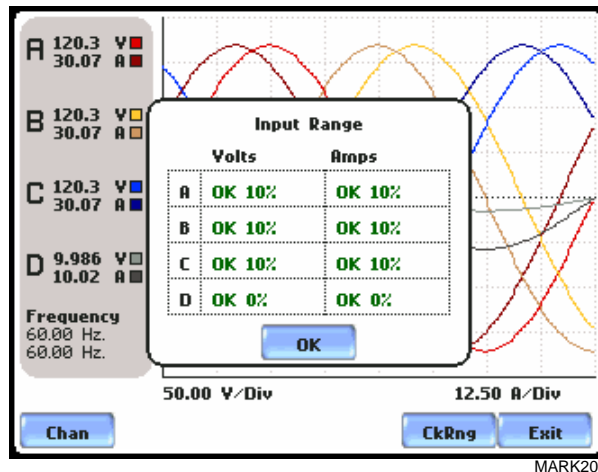 A 120.3 V
30.07 A
B 120.3 V
30.07 A
C 120.3 V
30.07 A
D 9.986 V
10.02 A
Frequency
60.00 Hz.
60.00 Hz.
Input Range
Volts Amps
A OK 10% OK 10%
B OK 10% OK 10%
C OK 10% OK 10%
D OK 0% OK 0%
OK
50.00 V/Div 12.50 A/Div
Chan CkRng Exit
MARK20